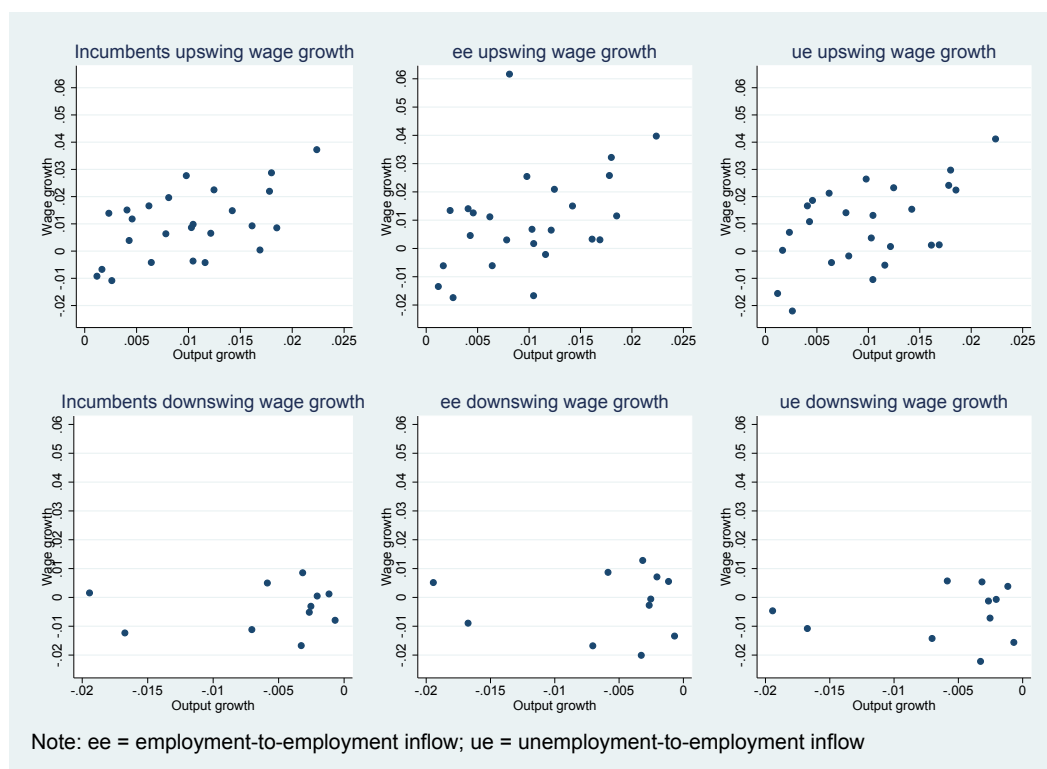 Incumbents upswing wage growth
Wage growth
-.02 -.01 0 .01 .02 .03 .04 .05 .06
0 .005 .01 .015 .02 .025
Output growth
ee upswing wage growth
Wage growth
-.02 -.01 0 .01 .02 .03 .04 .05 .06
0 .005 .01 .015 .02 .025
Output growth
ue upswing wage growth
Wage growth
-.02 -.01 0 .01 .02 .03 .04 .05 .06
0 .005 .01 .015 .02 .025
Output growth
Incumbents downswing wage growth
Wage growth
-.02 -.01 0 .01 .02 .03 .04 .05 .06
-.02 -.015 -.01 -.005 0
Output growth
ee downswing wage growth
Wage growth
-.02 -.01 0 .01 .02 .03 .04 .05 .06
-.02 -.015 -.01 -.005 0
Output growth
ue downswing wage growth
Wage growth
-.02 -.01 0 .01 .02 .03 .04 .05 .06
-.02 -.015 -.01 -.005 0
Output growth
Note: ee = employment-to-employment inflow; ue = unemployment-to-employment inflow